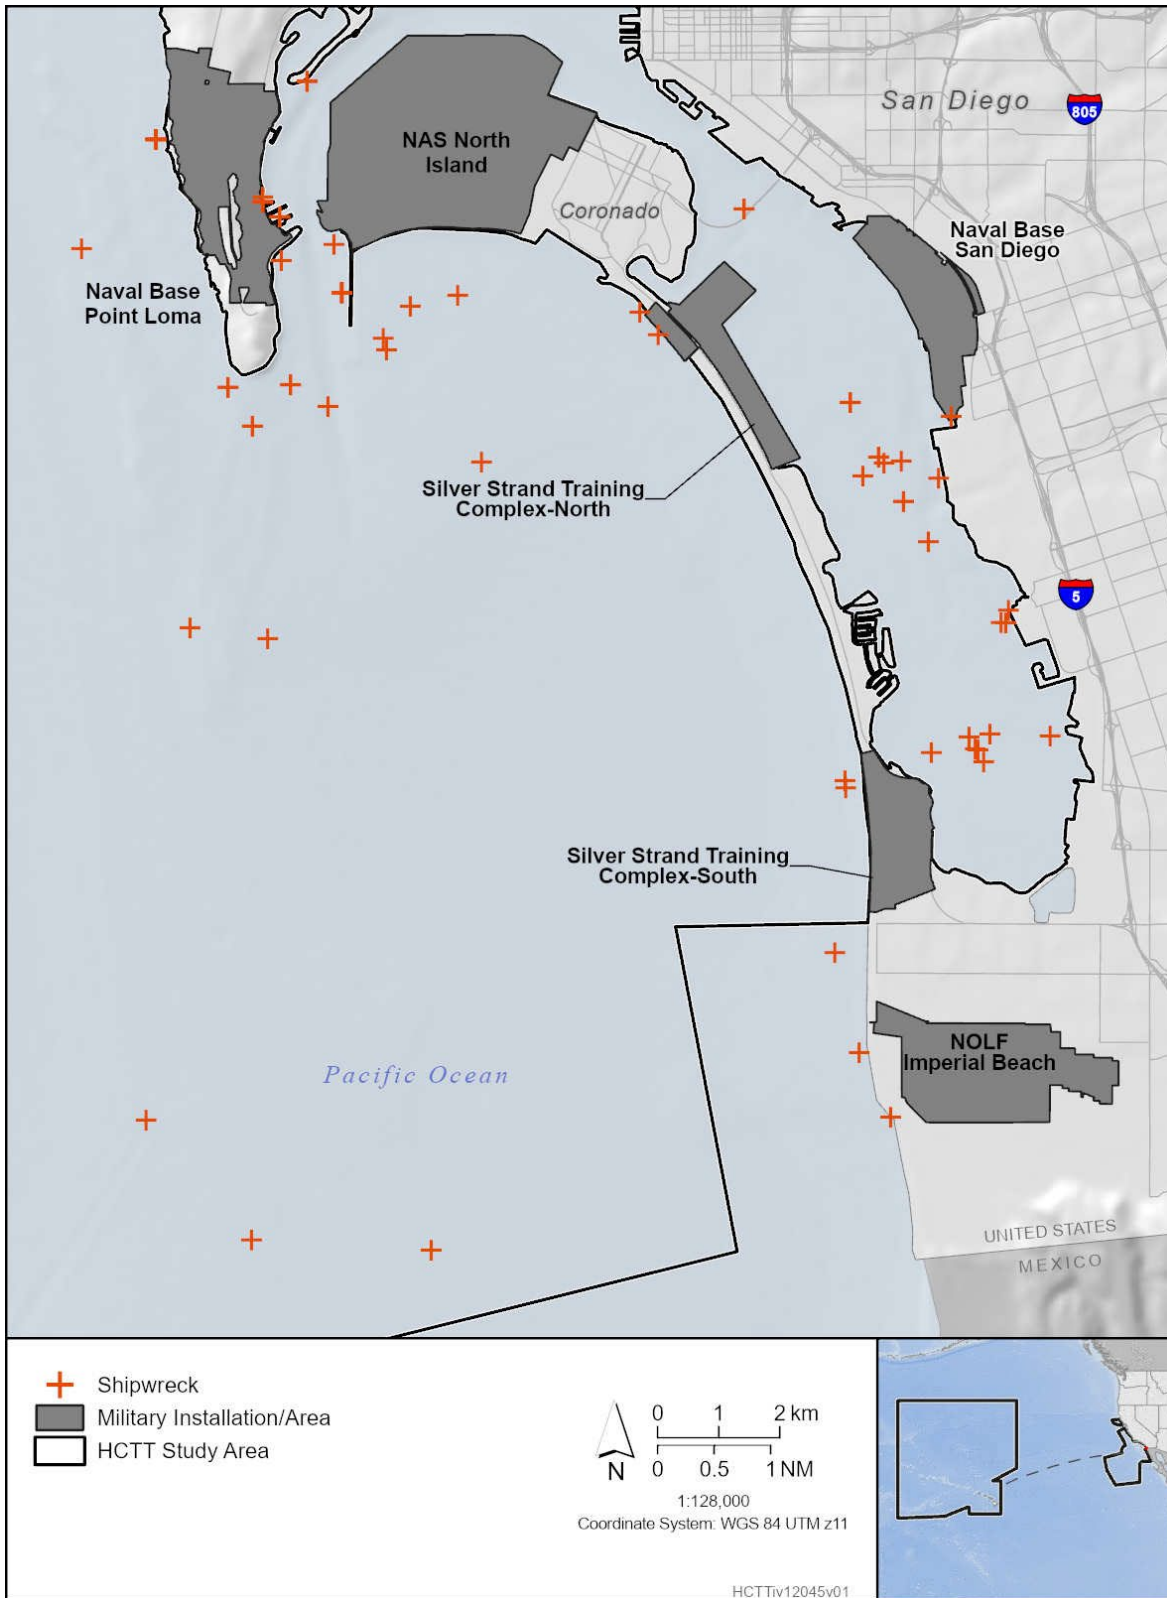 San Diego
805
NAS North
Island
Coronado
Naval Base
San Diego
Naval Base
Point Loma
Silver Strand Training
Complex-North
5
Silver Strand Training
Complex-South
NOLF
Imperial Beach
Pacific Ocean
UNITED STATES
MEXICO
Shipwreck
Military Installation/Area
HCTT Study Area
N
0 1 2 km
0 0.5 1 NM
1:128,000
Coordinate System: WGS 84 UTM z11
HCTTiv12045v01